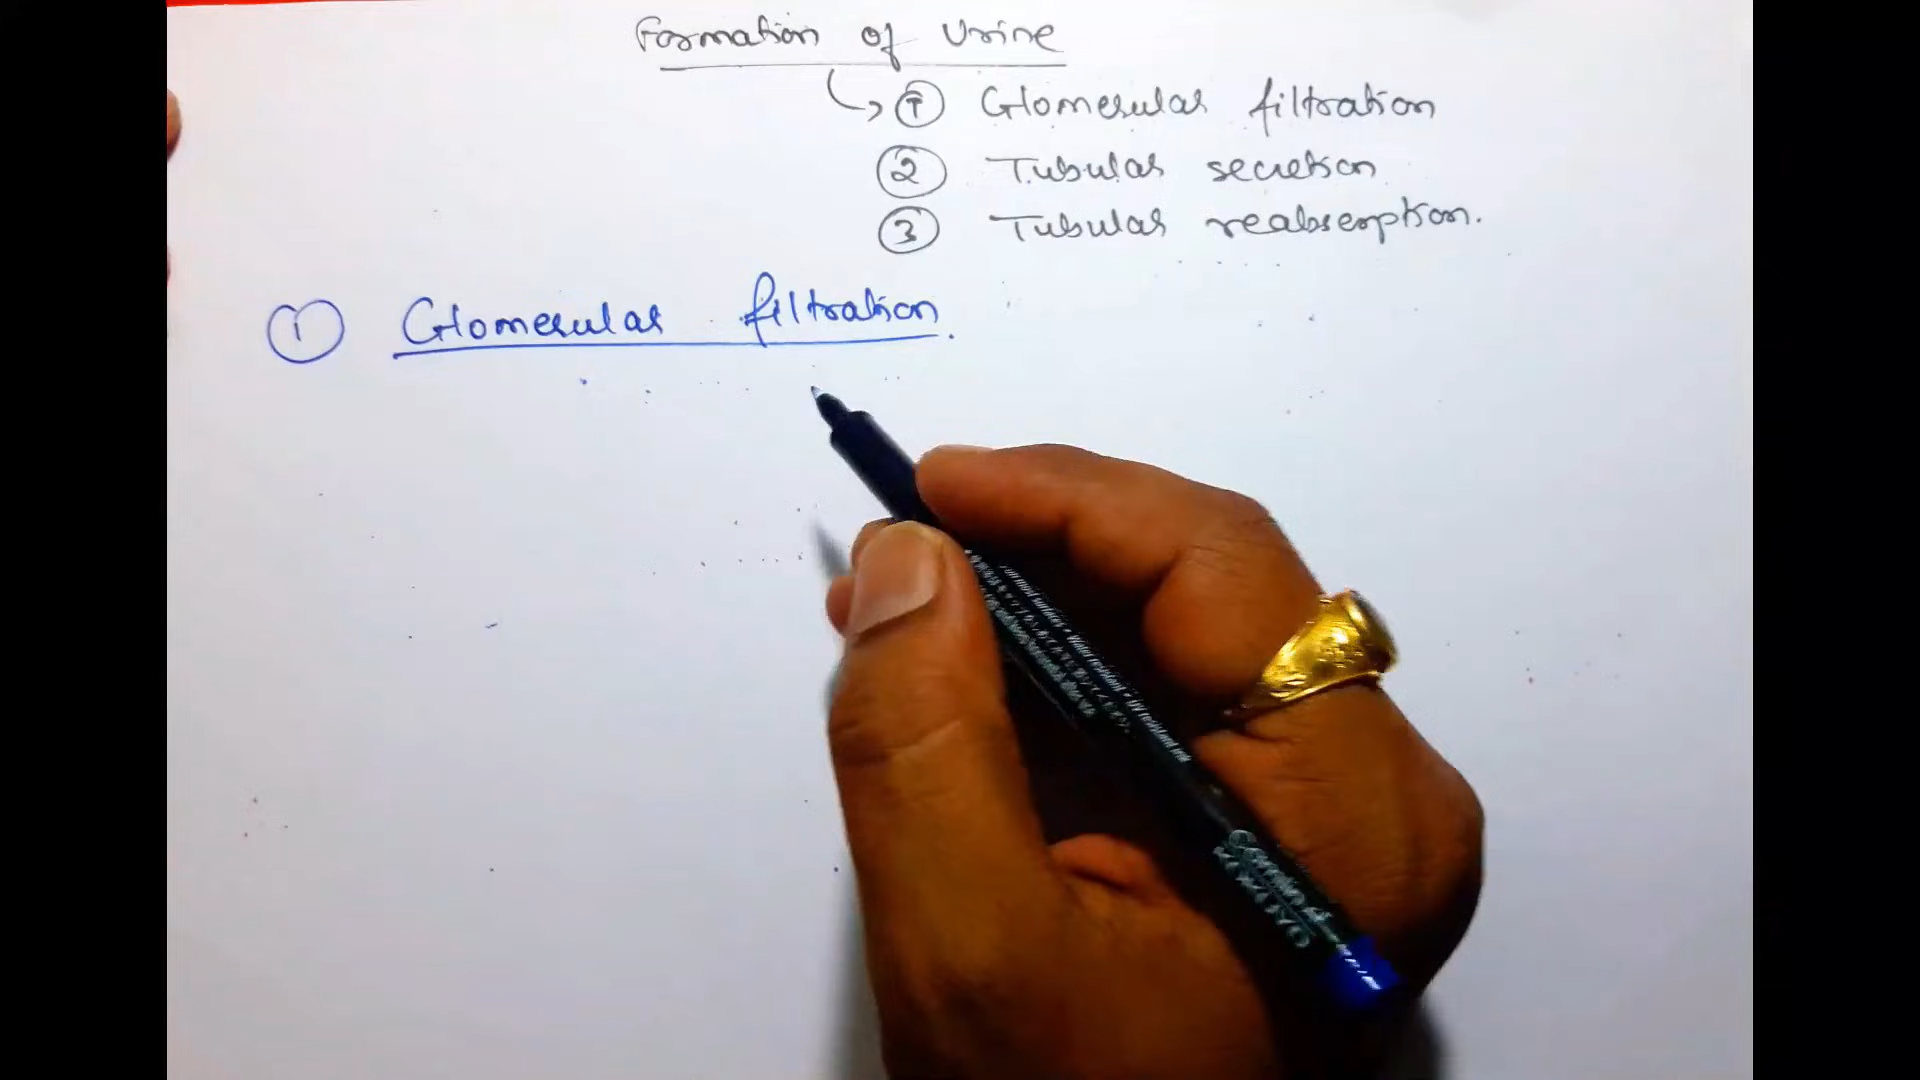 Formation of Urine
① Glomerular filtration
② Tubular secretion
③ Tubular reabsorption.
① Glomerular filtration.